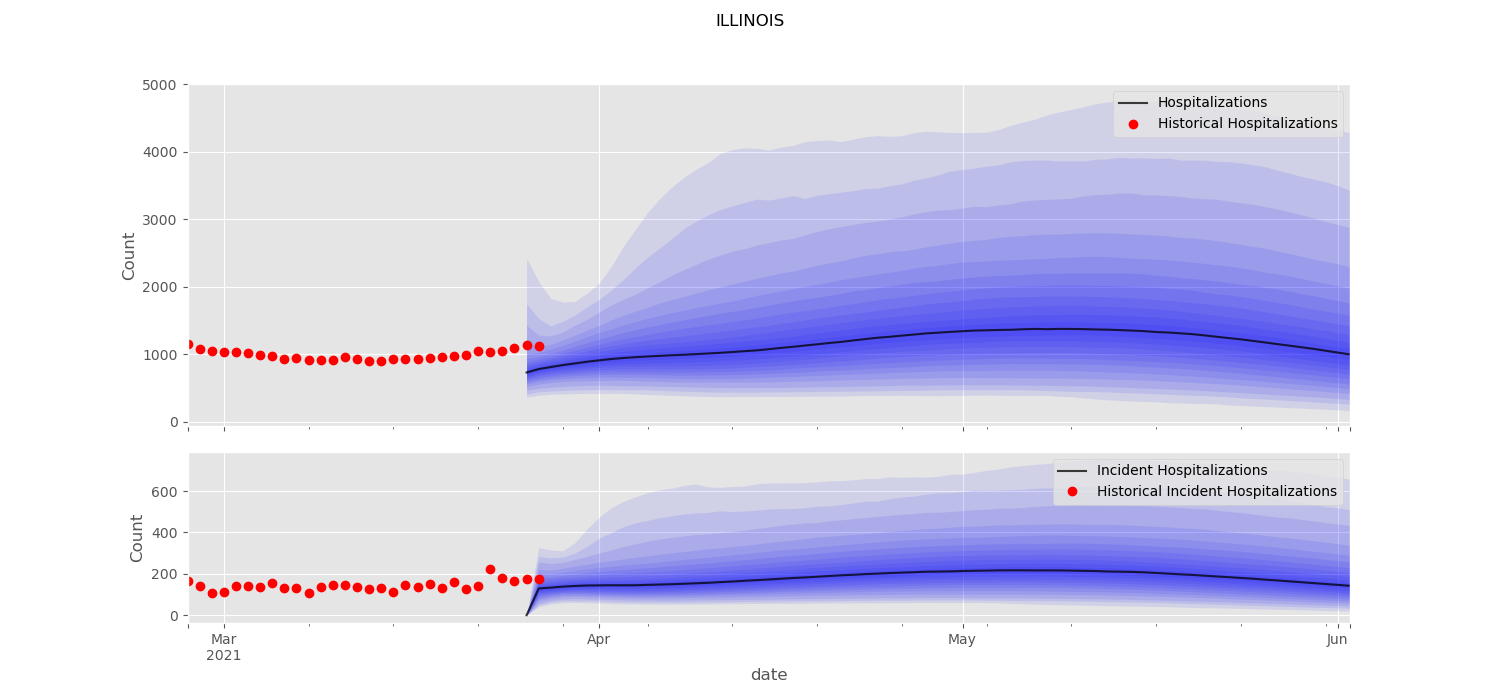 ILLINOIS
5000
4000
3000
2000
1000
0
Count
Hospitalizations
Historical Hospitalizations
600
400
200
0
Count
Incident Hospitalizations
Historical Incident Hospitalizations
Mar
2021
Apr
May
Jun
date